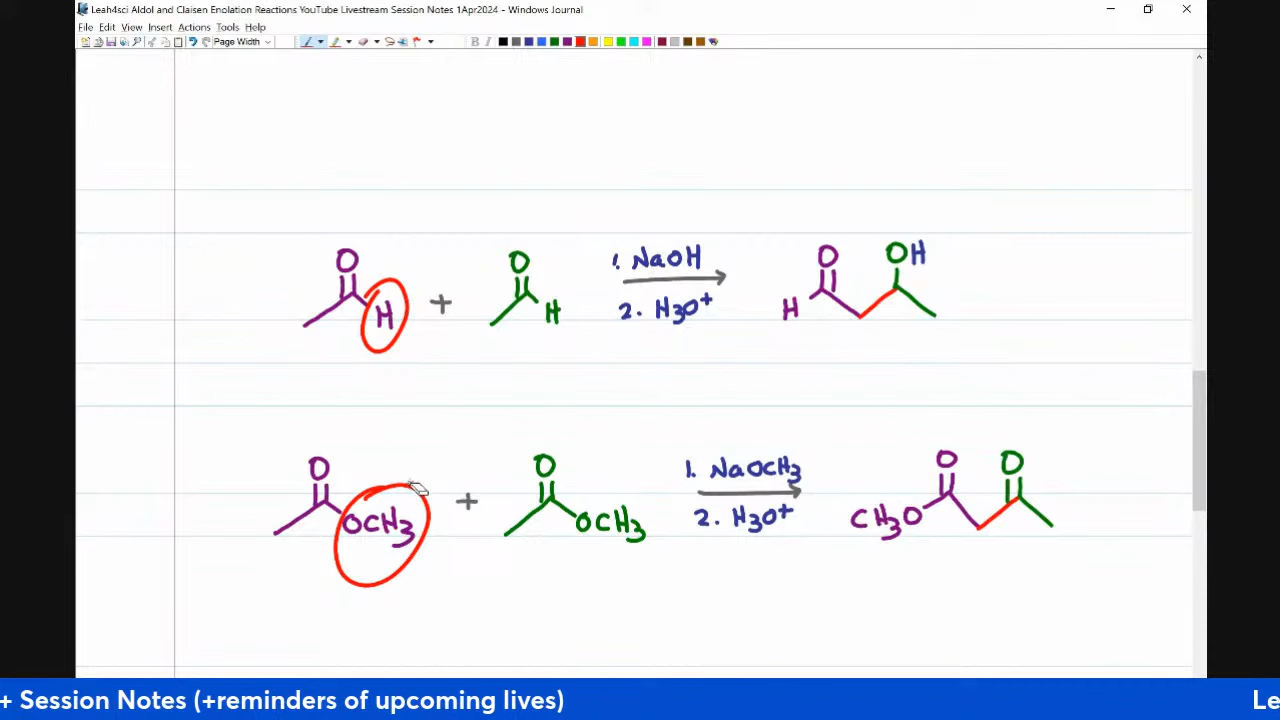 Leah4sci Aldol and Claisen Enolation Reactions YouTube Livestream Session Notes 1Apr2024 - Windows Journal
File Edit View Insert Actions Tools Help
Page Width B I
O O 1. NaOH O OH
H + H 2. H3O+ H
O O 1. NaOCH3 O O
OCH3 + OCH3 2. H3O+ CH3O
+ Session Notes (+reminders of upcoming lives) Le